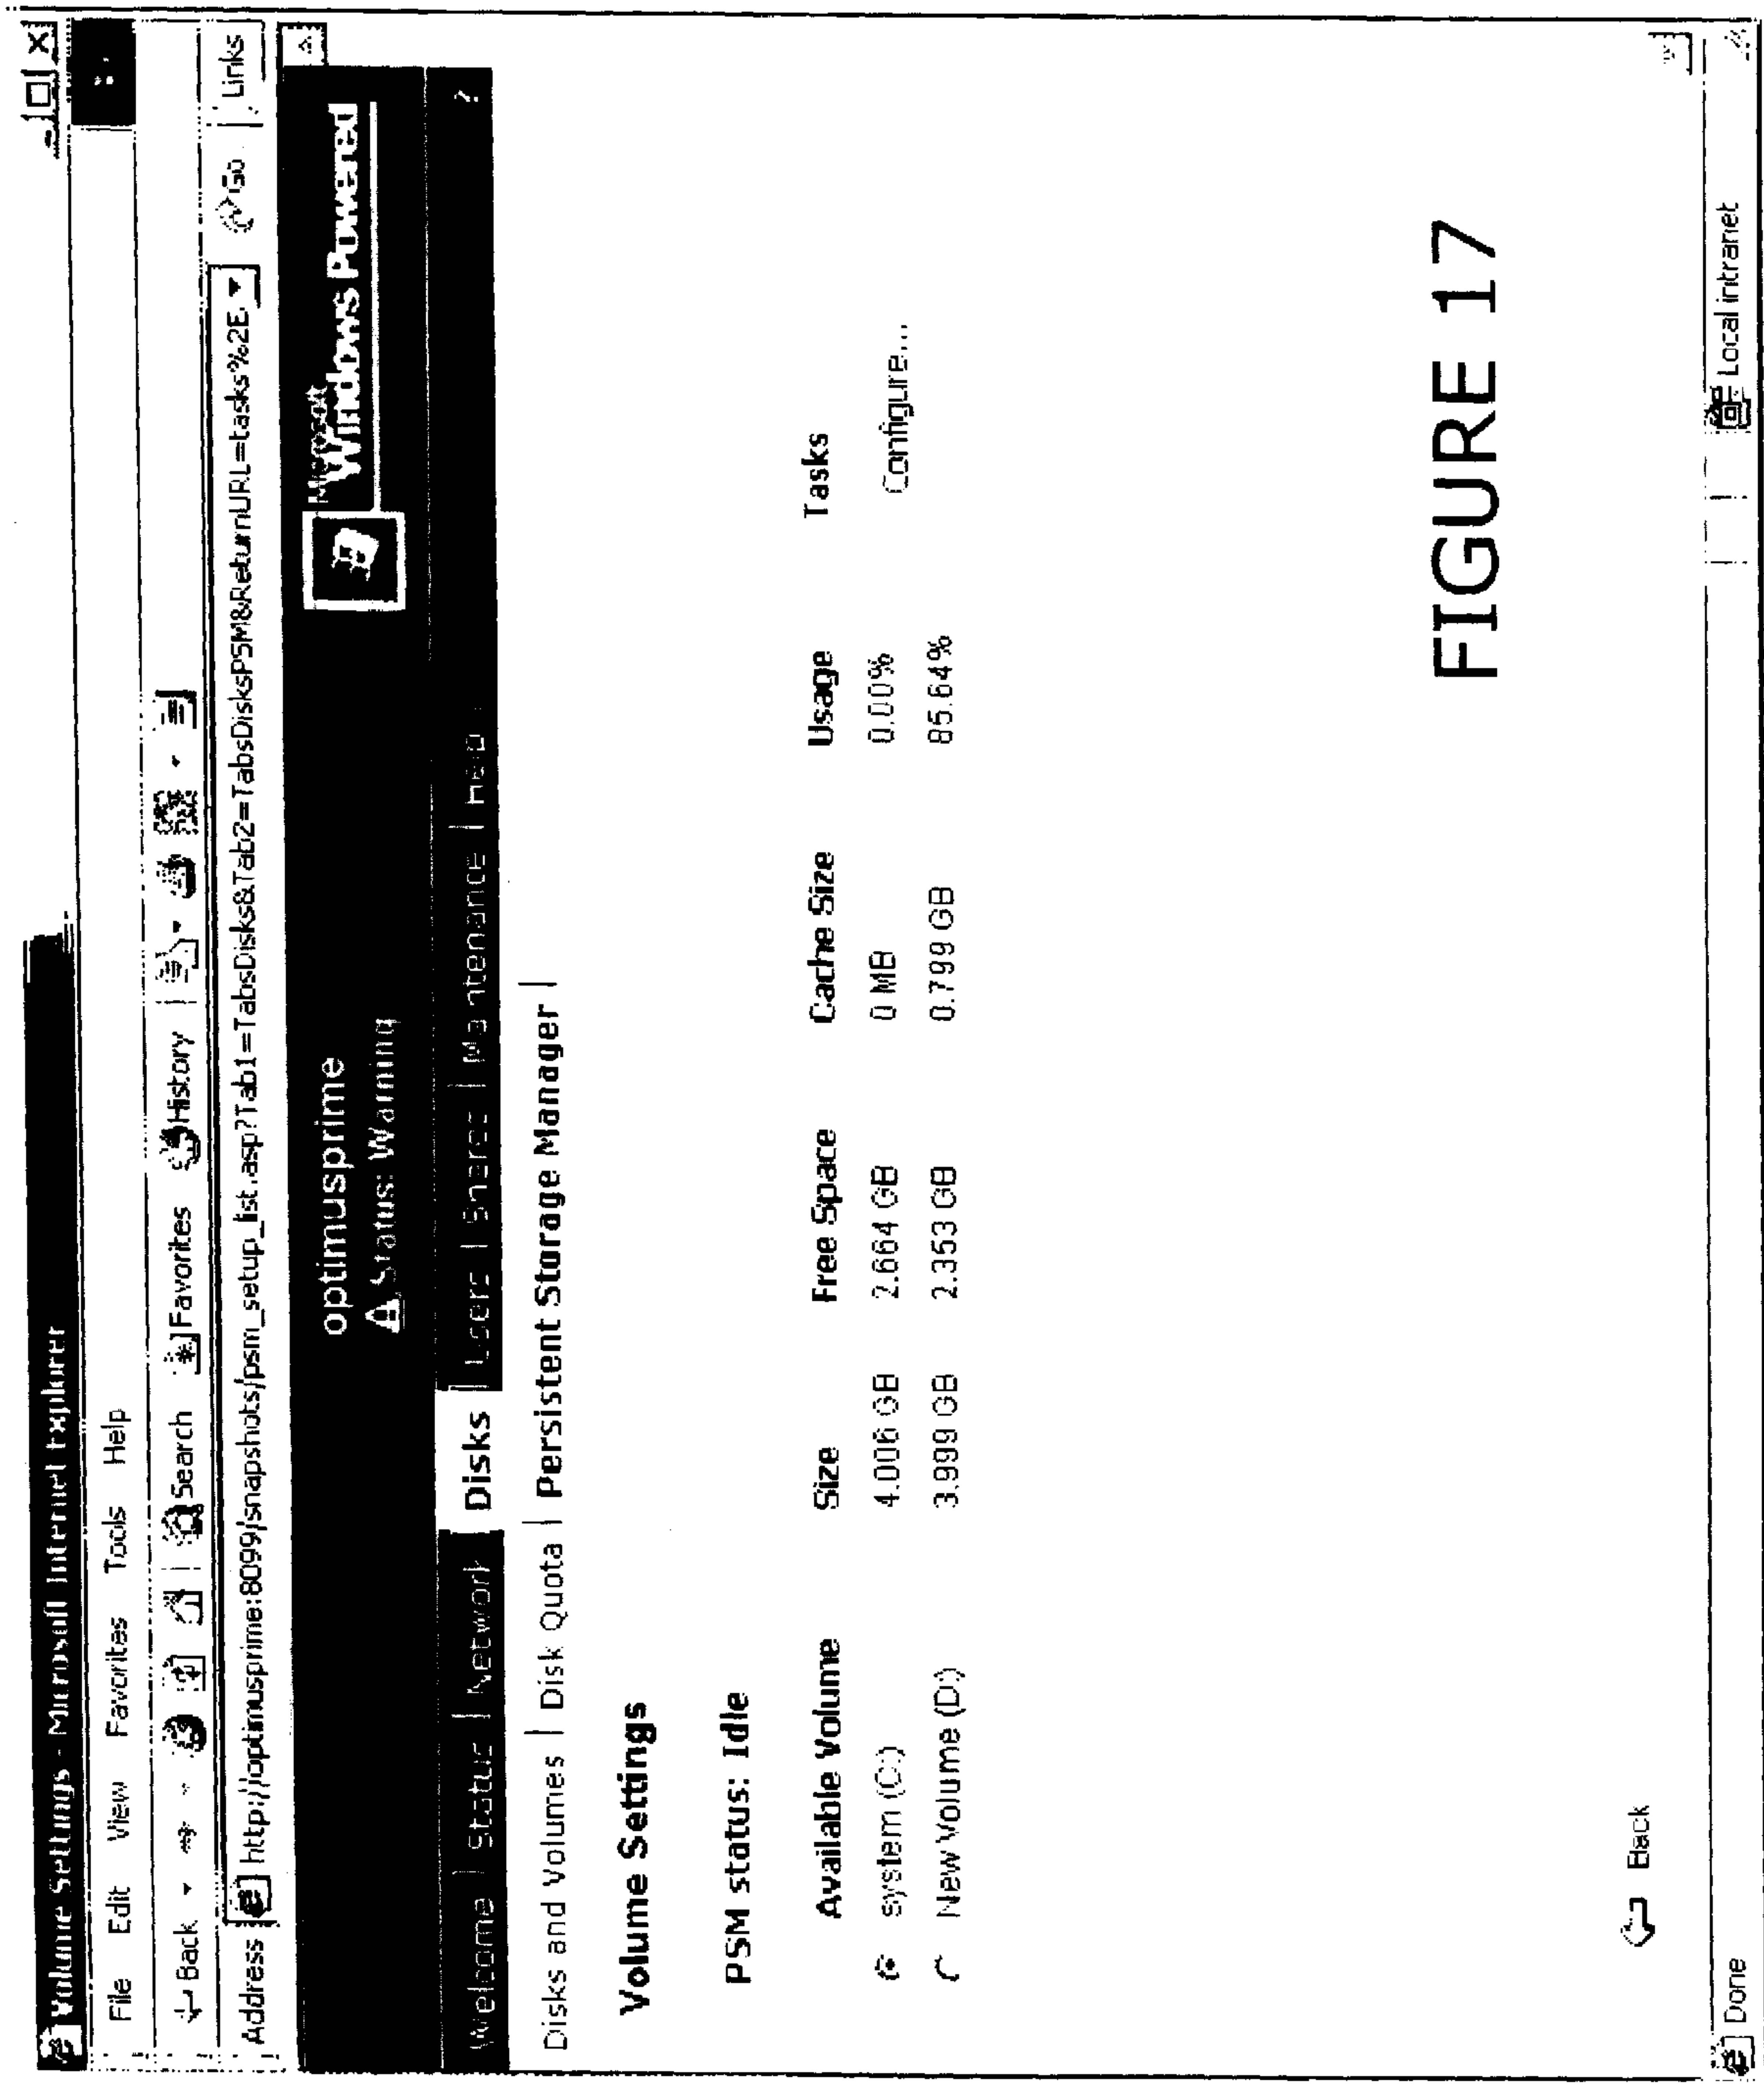 Volume Settings - Microsoft Internet Explorer
File Edit View Favorites Tools Help
Back Search Favorites History
Address http://optimusprime:8099/snapshots/psm_setup_list.asp?Tab1=TabsDisks&Tab2=TabsDisksPSM&ReturnURL=tasks%2E Go Links
optimusprime
Status: Warning
Microsoft
Windows Powered
Welcome | Status | Network | Disks | Users | Shares | Maintenance | Help ?
Disks and Volumes | Disk Quota | Persistent Storage Manager |
Volume Settings
PSM status: Idle
Available Volume Size Free Space Cache Size Usage Tasks
system (C:) 4.006 GB 2.664 GB 0 MB 0.00% Configure...
New Volume (D:) 3.999 GB 2.353 GB 0.799 GB 85.64%
FIGURE 17
Back
Done Local intranet